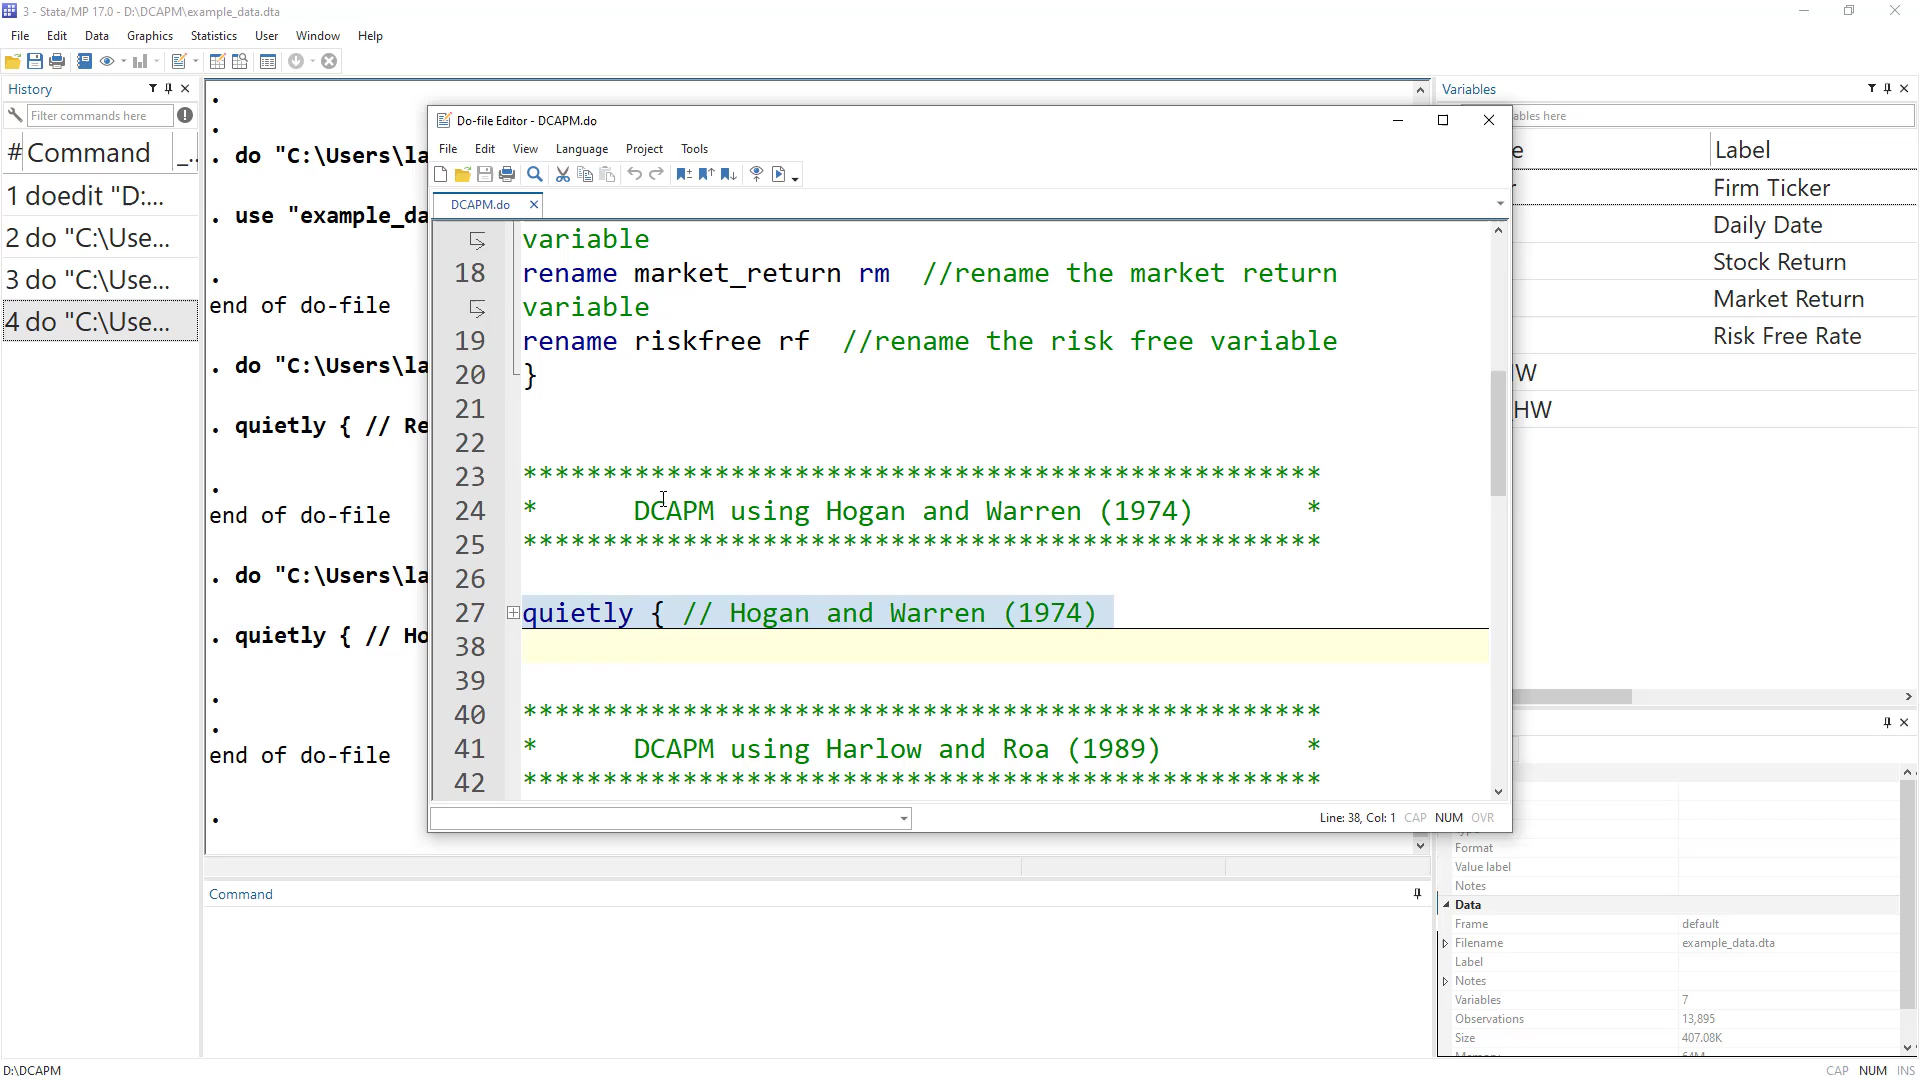 3 - Stata/MP 17.0 - D:\DCAPM\example_data.dta
File Edit Data Graphics Statistics User Window Help
History
Filter commands here
# Command _..
1 doedit "D:...
2 do "C:\Use...
3 do "C:\Use...
4 do "C:\Use...
.
.
. do "C:\Users\la
. use "example_da
.
end of do-file
. do "C:\Users\la
. quietly { // Re
.
end of do-file
. do "C:\Users\la
. quietly { // Ho
.
.
end of do-file
.
Do-file Editor - DCAPM.do
File Edit View Language Project Tools
DCAPM.do
variable
18 rename market_return rm //rename the market return
variable
19 rename riskfree rf //rename the risk free variable
20 }
21
22
23 **************************************************
24 * DCAPM using Hogan and Warren (1974) *
25 **************************************************
26
27 quietly { // Hogan and Warren (1974)
38
39
40 **************************************************
41 * DCAPM using Harlow and Roa (1989) *
42 **************************************************
Line: 38, Col: 1 CAP NUM OVR
Command
Variables
ables here
e Label
Firm Ticker
Daily Date
Stock Return
Market Return
Risk Free Rate
W
HW
Format
Value label
Notes
Data
Frame default
Filename example_data.dta
Label
Notes
Variables 7
Observations 13,895
Size 407.08K
D:\DCAPM
CAP NUM INS